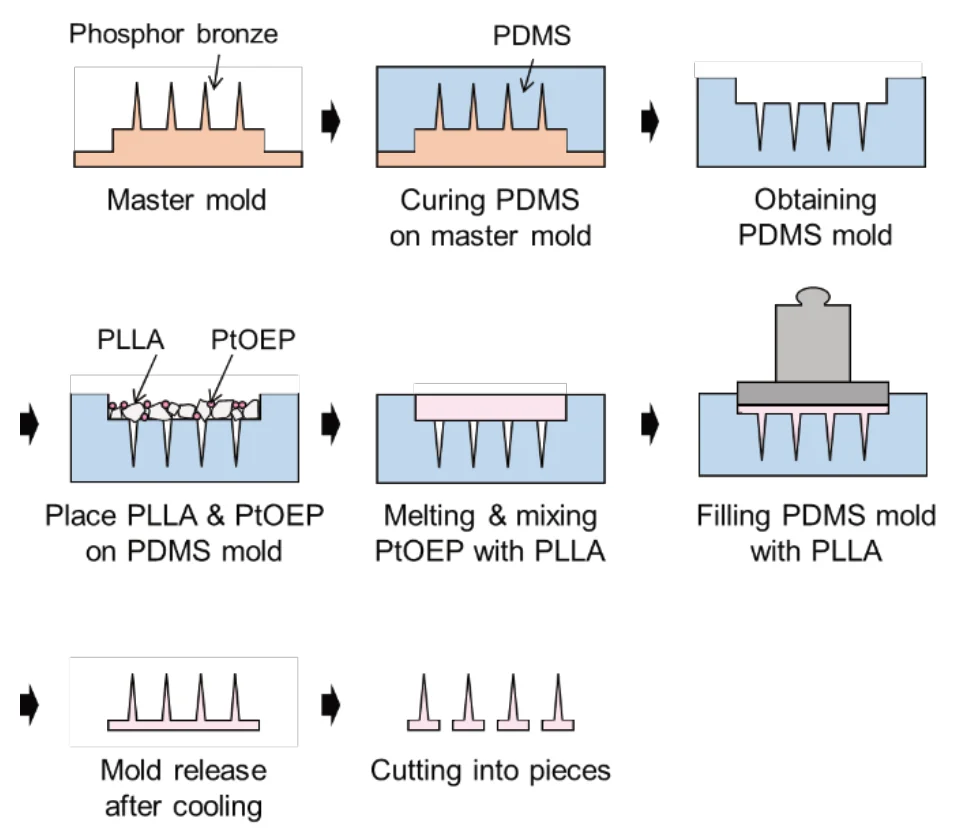 Phosphor bronze
PDMS
Master mold
Curing PDMS
on master mold
Obtaining
PDMS mold
PLLA
PtOEP
Place PLLA & PtOEP
on PDMS mold
Melting & mixing
PtOEP with PLLA
Filling PDMS mold
with PLLA
Mold release
after cooling
Cutting into pieces